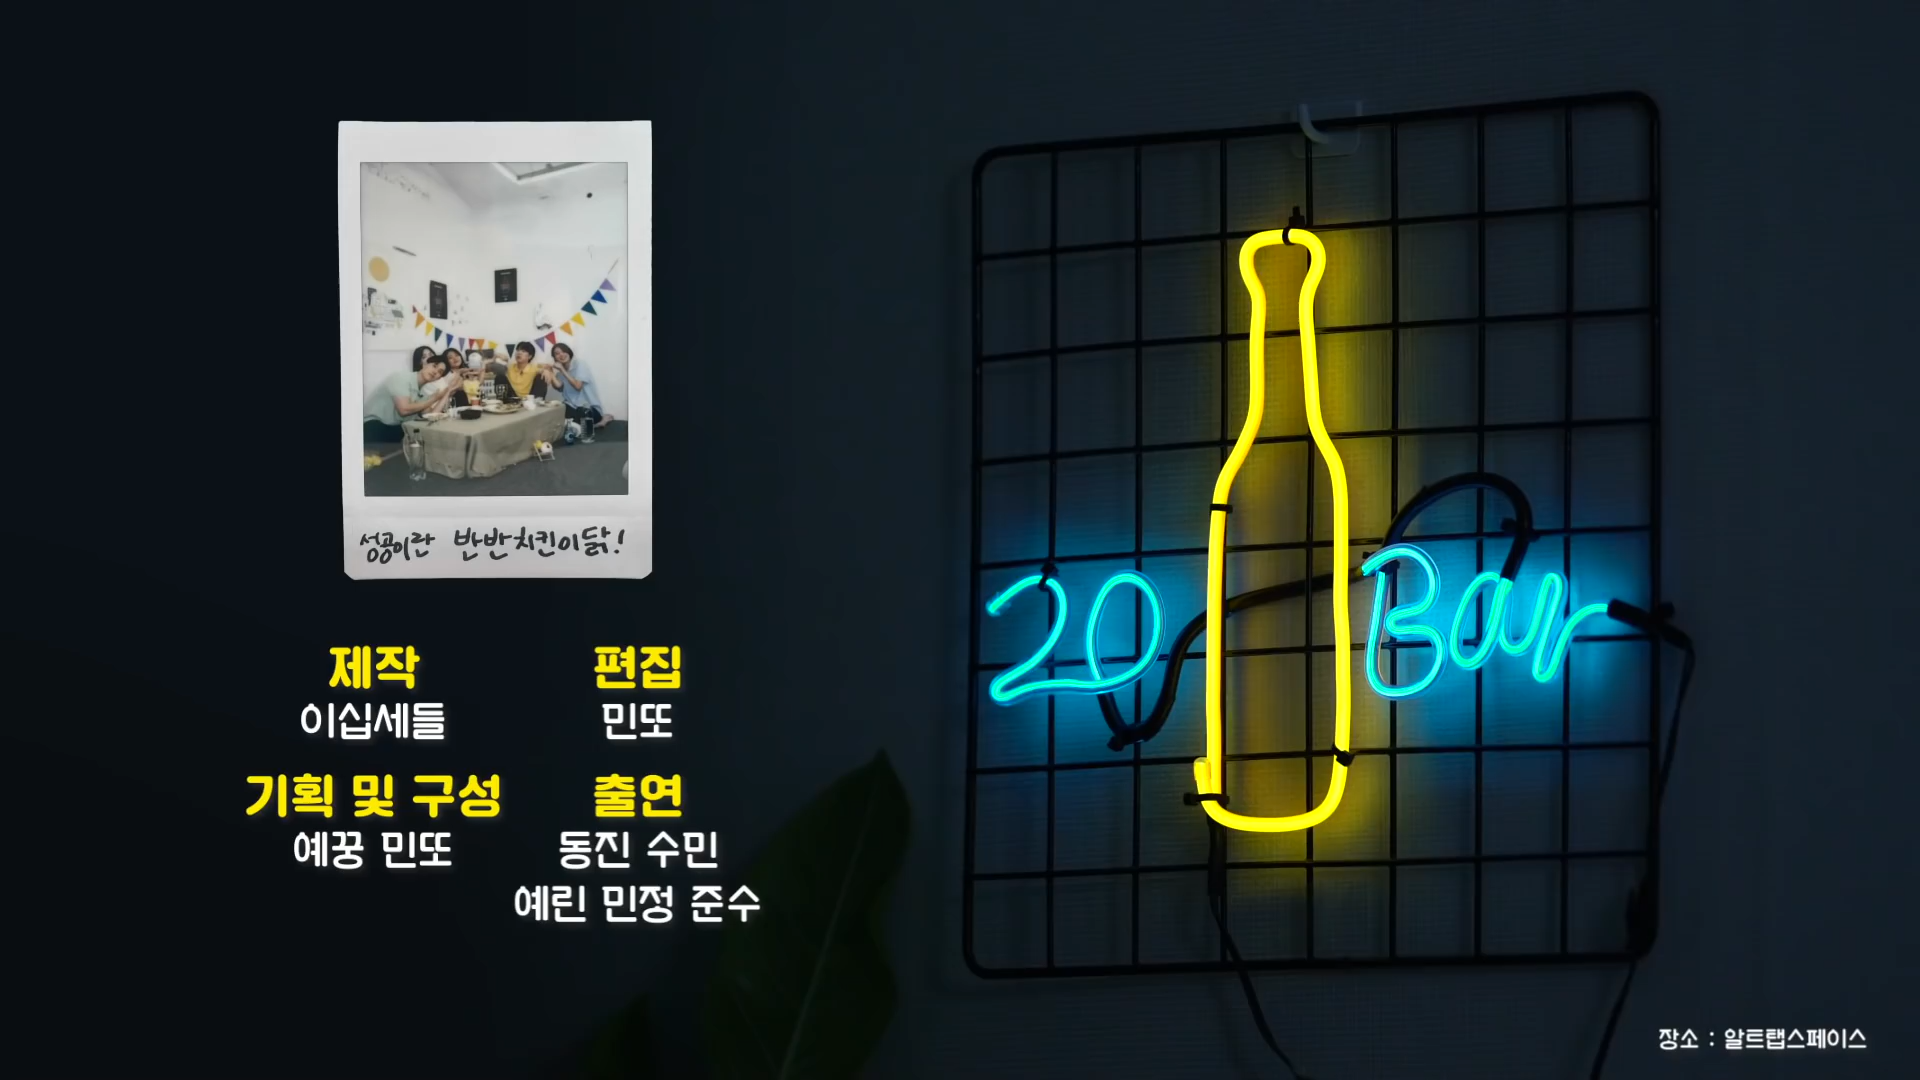 성공이란 반반치킨이닭!
제작
이십세들
편집
민또
기획 및 구성
예꿍 민또
출연
동진 수민
예린 민정 준수
20 Bar
장소 : 알트탭스페이스